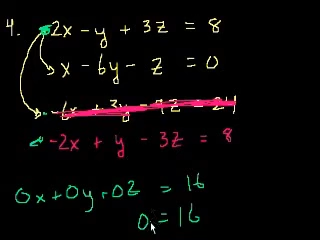 4. 2x - y + 3z = 8
x - 6y - z = 0
-6x + 3y - 9z = 24
-2x + y - 3z = 8
0x + 0y + 0z = 16
0 = 16